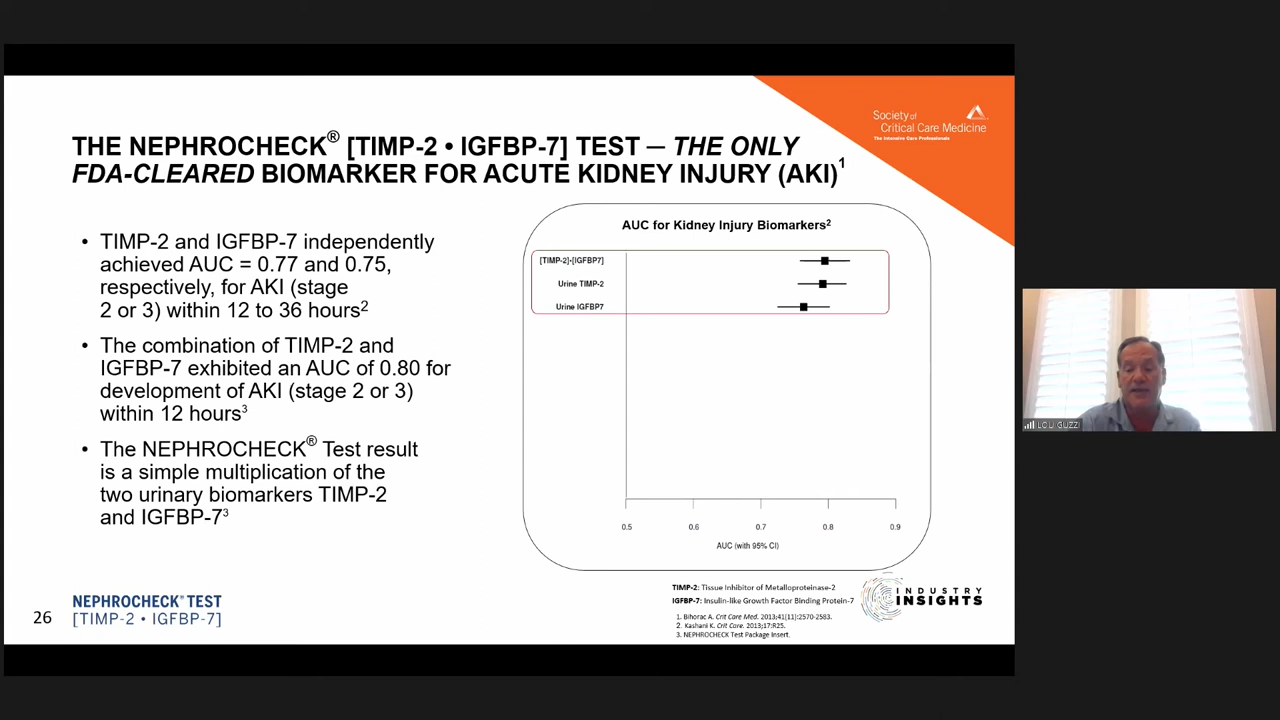 Society of
Critical Care Medicine
The Intensive Care Professionals
THE NEPHROCHECK® [TIMP-2 • IGFBP-7] TEST — THE ONLY
FDA-CLEARED BIOMARKER FOR ACUTE KIDNEY INJURY (AKI)1
• TIMP-2 and IGFBP-7 independently
achieved AUC = 0.77 and 0.75,
respectively, for AKI (stage
2 or 3) within 12 to 36 hours2
• The combination of TIMP-2 and
IGFBP-7 exhibited an AUC of 0.80 for
development of AKI (stage 2 or 3)
within 12 hours3
• The NEPHROCHECK® Test result
is a simple multiplication of the
two urinary biomarkers TIMP-2
and IGFBP-73
AUC for Kidney Injury Biomarkers2
[TIMP-2]•[IGFBP7]
Urine TIMP-2
Urine IGFBP7
0.5 0.6 0.7 0.8 0.9
AUC (with 95% CI)
TIMP-2: Tissue Inhibitor of Metalloproteinase-2
IGFBP-7: Insulin-like Growth Factor Binding Protein-7
1. Bihorac A. Crit Care Med. 2013;41(11):2570-2583.
2. Kashani K. Crit Care. 2013;17:R25.
3. NEPHROCHECK Test Package Insert.
INDUSTRY
INSIGHTS
26
NEPHROCHECK® TEST
[TIMP-2 • IGFBP-7]
LOU GUZZI